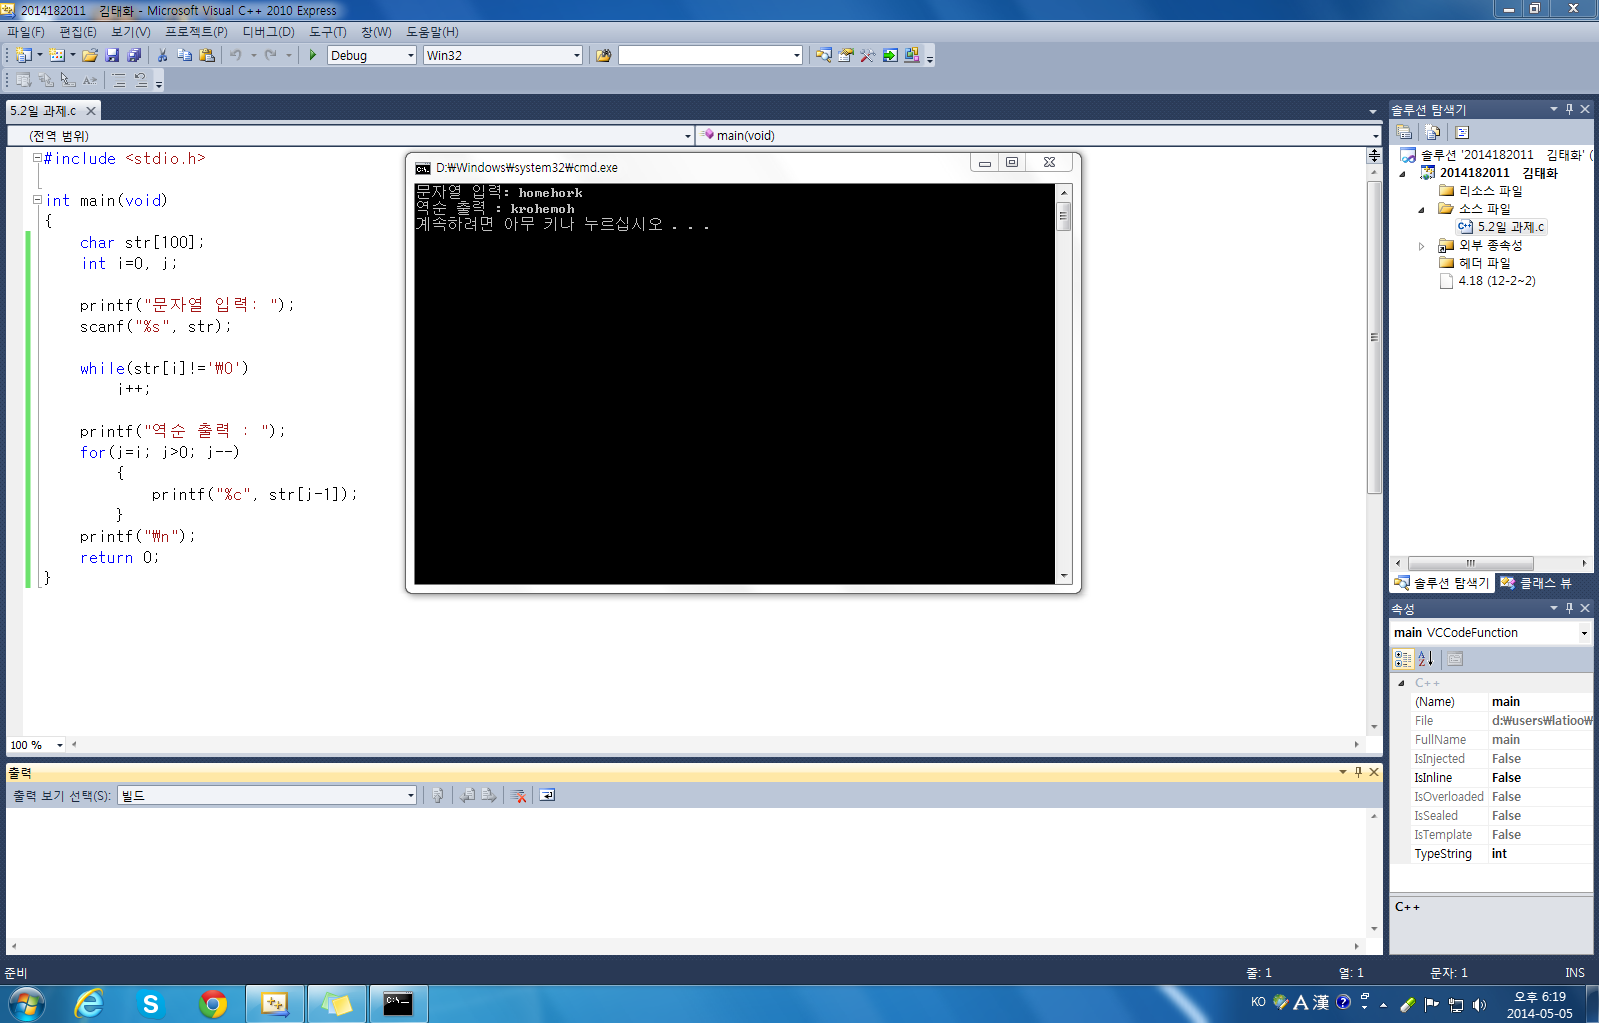 2014182011 김태화 - Microsoft Visual C++ 2010 Express
파일(F) 편집(E) 보기(V) 프로젝트(P) 디버그(D) 도구(T) 창(W) 도움말(H)
Debug Win32
5.2일 과제.c
(전역 범위) main(void)
#include <stdio.h>
int main(void)
{
char str[100];
int i=0, j;
printf("문자열 입력: ");
scanf("%s", str);
while(str[i]!='₩0')
i++;
printf("역순 출력 : ");
for(j=i; j>0; j--)
{
printf("%c", str[j-1]);
}
printf("₩n");
return 0;
}
100 %
D:₩Windows₩system32₩cmd.exe
문자열 입력: homehork
역순 출력 : krohemoh
계속하려면 아무 키나 누르십시오 . . .
솔루션 탐색기
솔루션 '2014182011 김태화' (
2014182011 김태화
리소스 파일
소스 파일
5.2일 과제.c
외부 종속성
헤더 파일
4.18 (12-2~2)
솔루션 탐색기 클래스 뷰
속성
main VCCodeFunction
C++
(Name) main
File d:₩users₩latioo₩
FullName main
IsInjected False
IsInline False
IsOverloaded False
IsSealed False
IsTemplate False
TypeString int
C++
출력
출력 보기 선택(S): 빌드
준비 줄: 1 열: 1 문자: 1 INS
KO A 漢 오후 6:19
2014-05-05